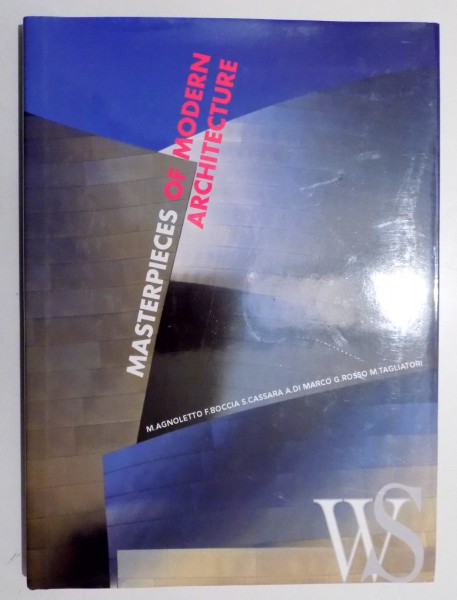 MASTERPIECES OF MODERN
ARCHITECTURE
M.AGNOLETTO F.BOCCIA S.CASSARA A.DI MARCO G.ROSSO M.TAGLIATORI
WS